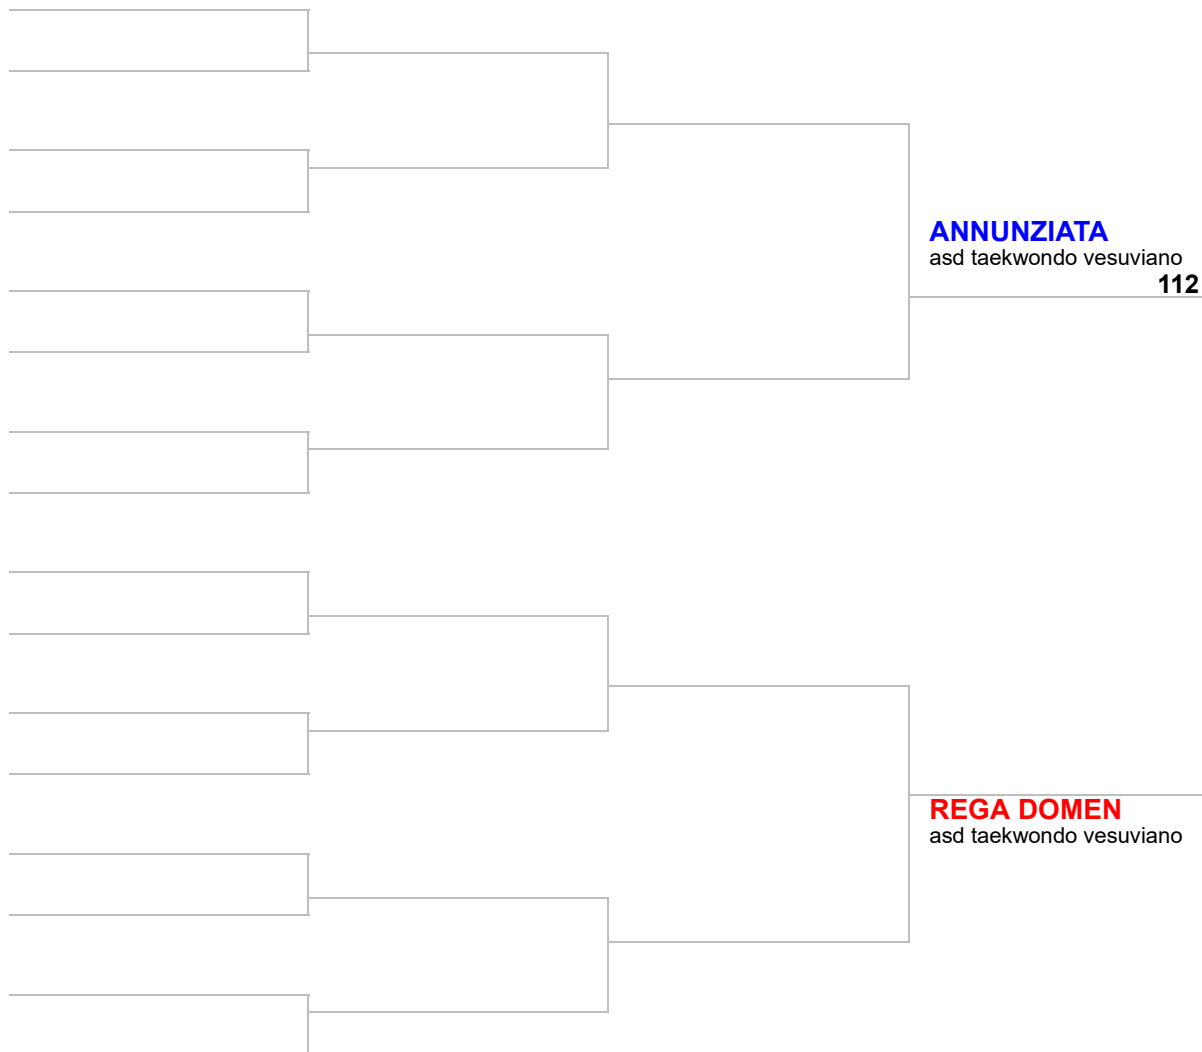 ANNUNZIATA
asd taekwondo vesuviano
112
REGA DOMEN
asd taekwondo vesuviano